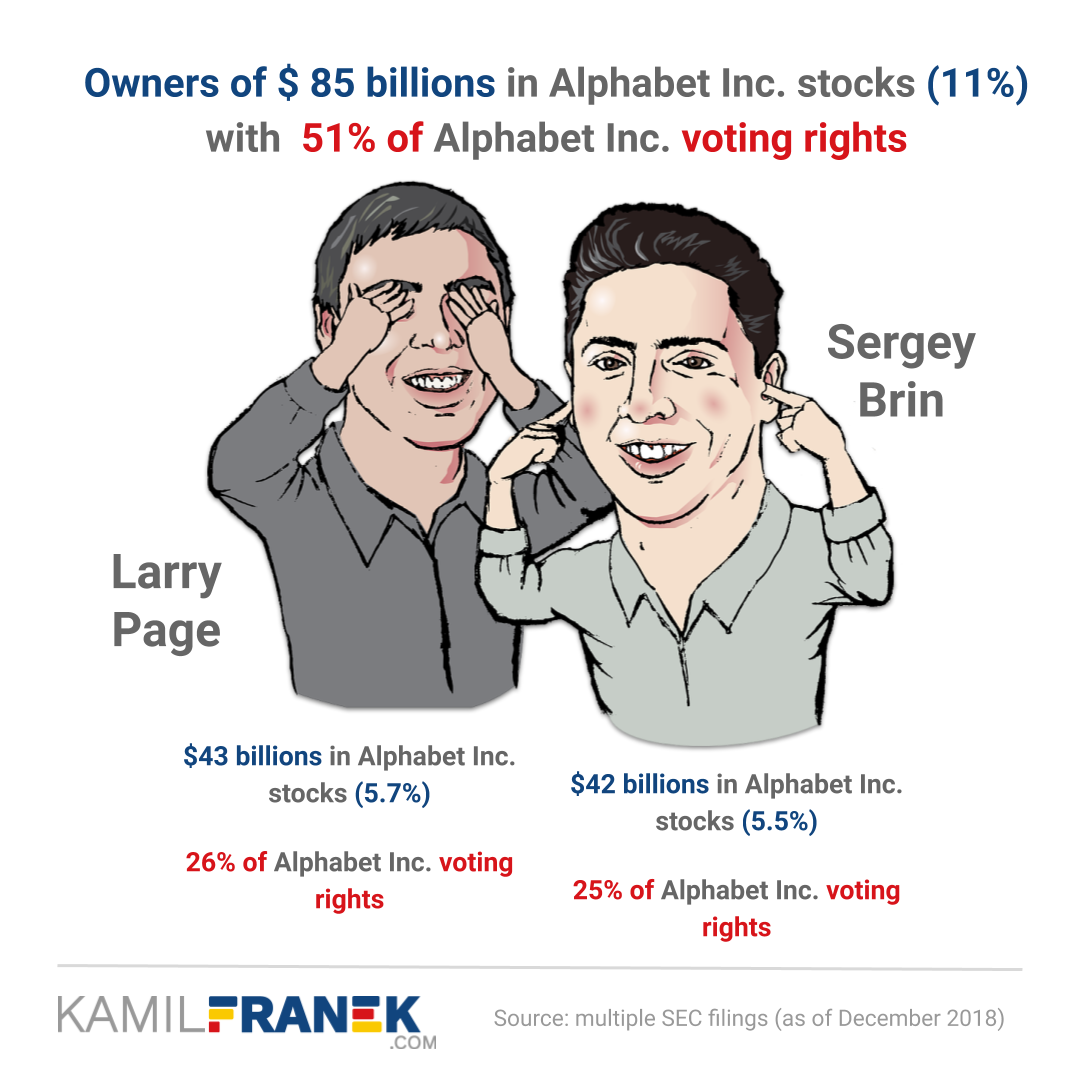 Owners of $ 85 billions in Alphabet Inc. stocks (11%)
with 51% of Alphabet Inc. voting rights
Sergey
Brin
Larry
Page
$43 billions in Alphabet Inc.
stocks (5.7%)
26% of Alphabet Inc. voting
rights
$42 billions in Alphabet Inc.
stocks (5.5%)
25% of Alphabet Inc. voting
rights
KAMILFRANEK
.COM
Source: multiple SEC filings (as of December 2018)